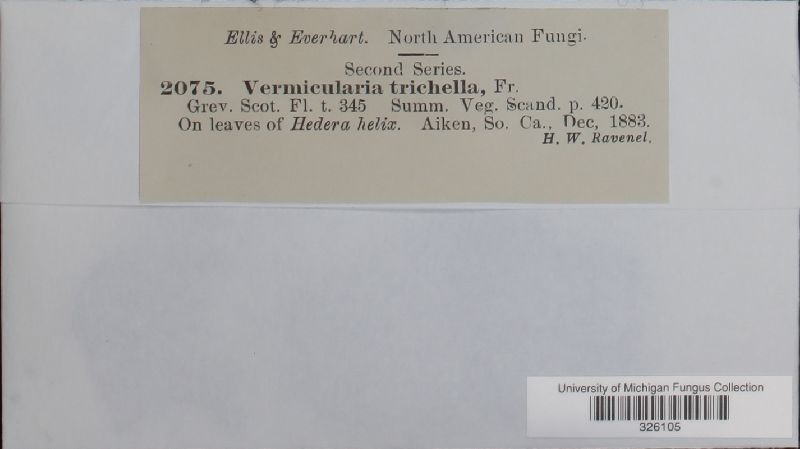 Ellis & Everhart. North American Fungi.
Second Series.
2075. Vermicularia trichella, Fr.
Grev. Scot. Fl. t. 345 Summ. Veg. Scand. p. 420.
On leaves of Hedera helix. Aiken, So. Ca., Dec, 1883.
H. W. Ravenel.
University of Michigan Fungus Collection
326105